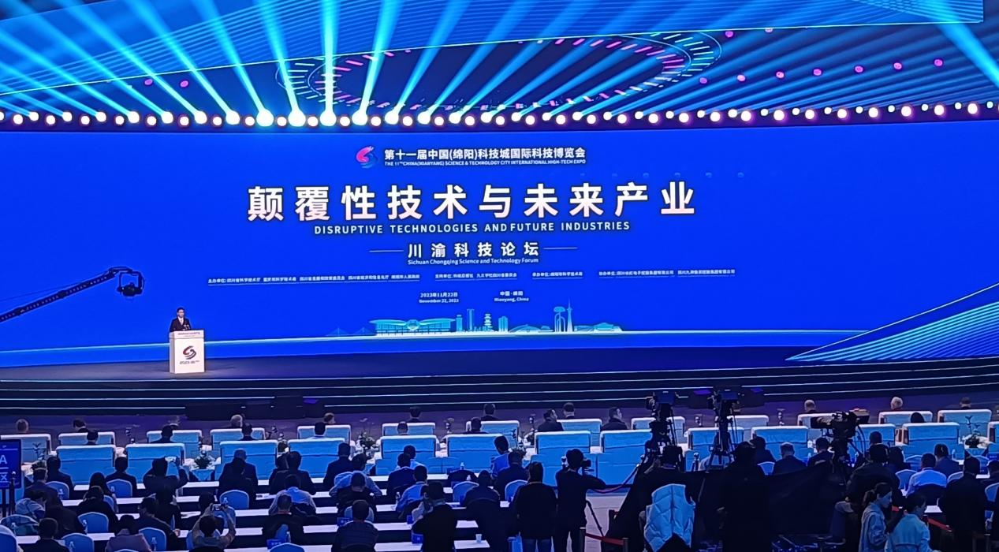 第十一届中国(绵阳)科技城国际科技博览会
THE 11TH CHINA(MIANYANG) SCIENCE & TECHNOLOGY CITY INTERNATIONAL HIGH-TECH EXPO
颠覆性技术与未来产业
DISRUPTIVE TECHNOLOGIES AND FUTURE INDUSTRIES
川渝科技论坛
Sichuan Chongqing Science and Technology Forum
2023年11月22日 中国·绵阳
November 22, 2023 Mianyang, China